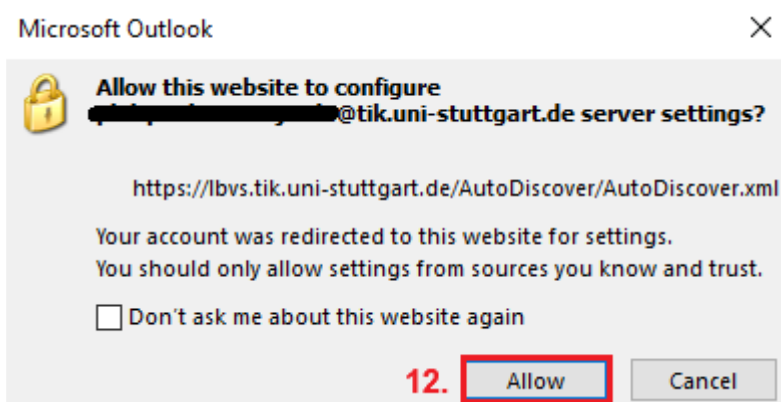 Microsoft Outlook
Allow this website to configure
@tik.uni-stuttgart.de server settings?
https://lbvs.tik.uni-stuttgart.de/AutoDiscover/AutoDiscover.xml
Your account was redirected to this website for settings.
You should only allow settings from sources you know and trust.
Don't ask me about this website again
12. Allow Cancel